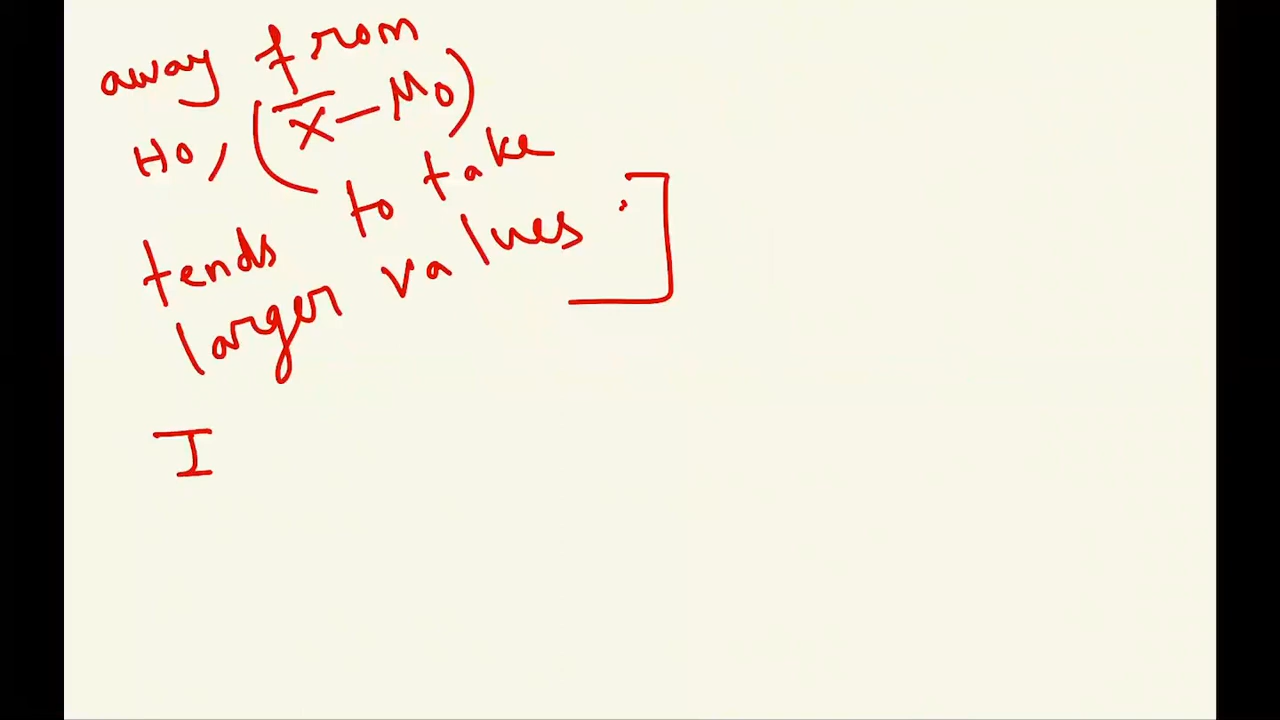 away from
H0, (X̅ - μ0)
tends to take
larger values.]
I